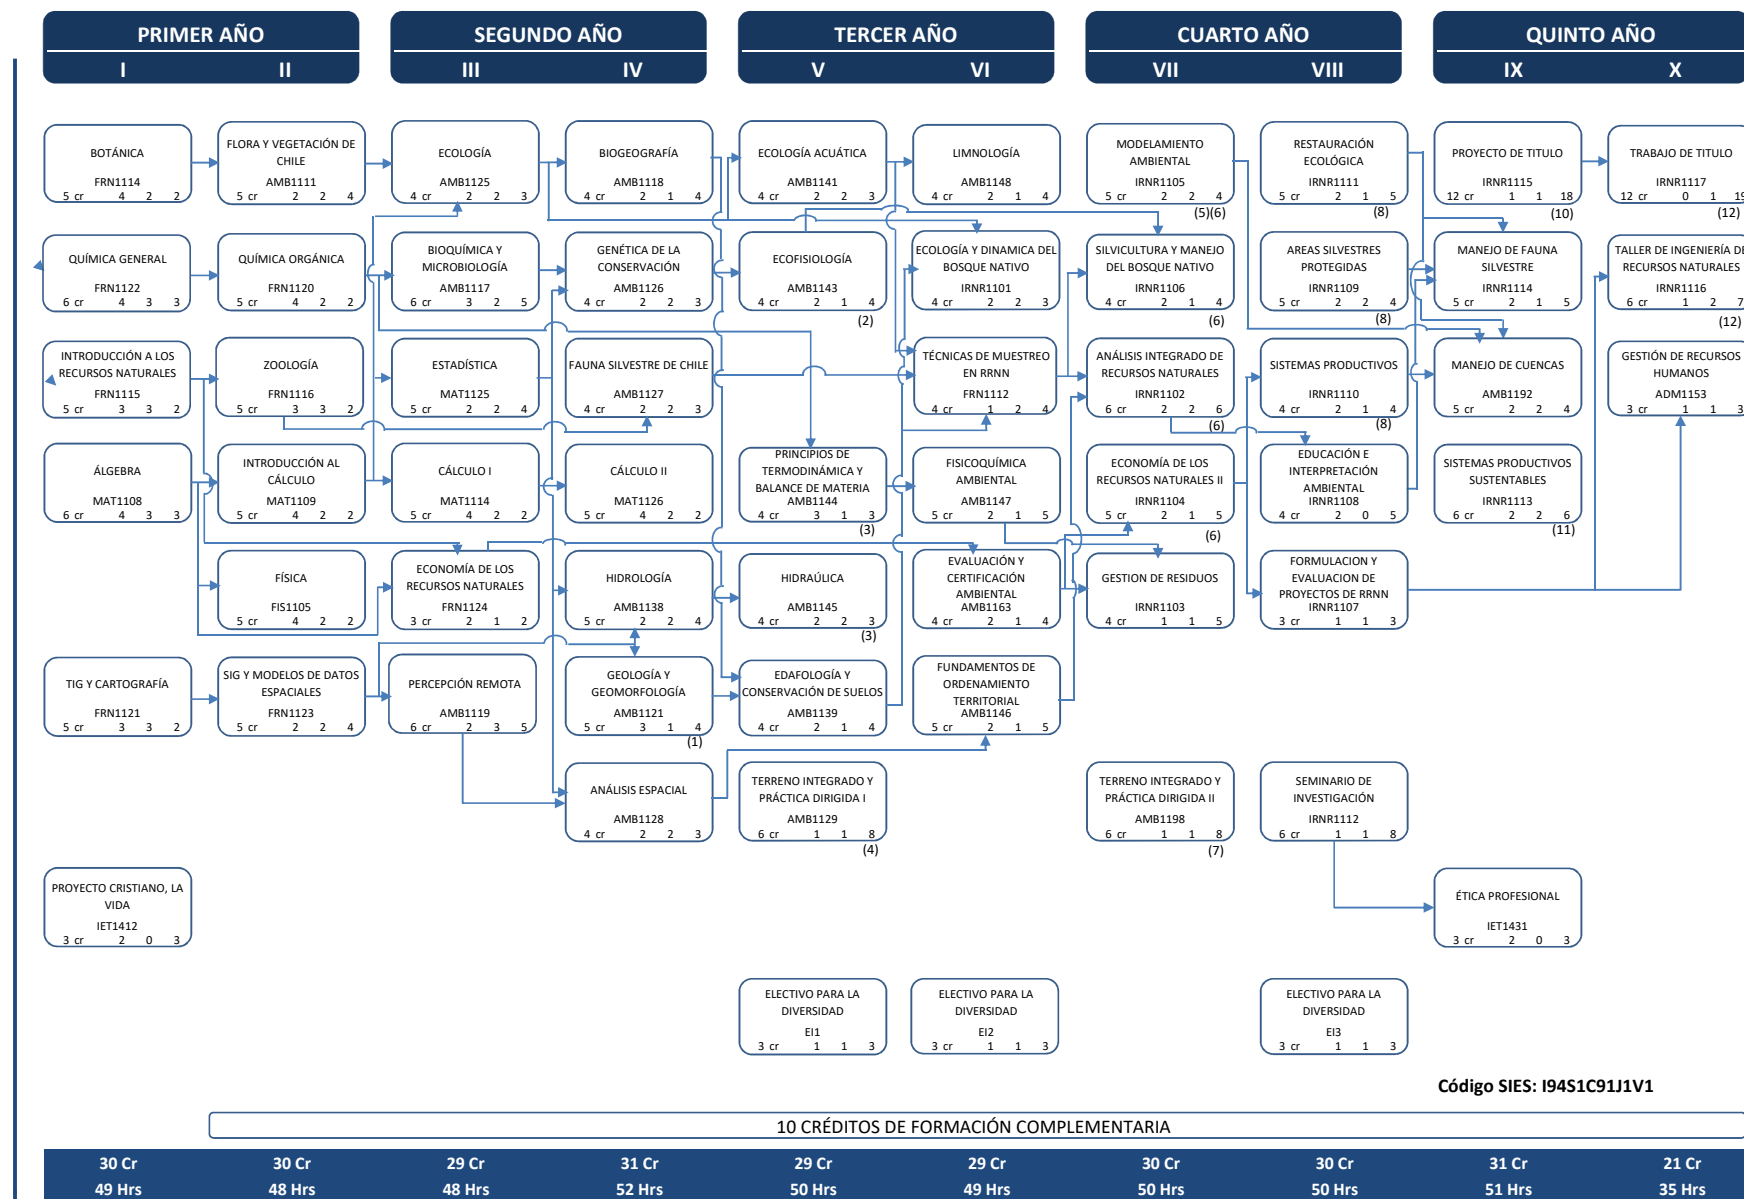 PRIMER AÑO SEGUNDO AÑO TERCER AÑO CUARTO AÑO QUINTO AÑO
I II III IV V VI VII VIII IX X
BOTÁNICA
FRN1114
5 cr 4 2 2
FLORA Y VEGETACIÓN DE
CHILE
AMB1111
5 cr 2 2 4
ECOLOGÍA
AMB1125
4 cr 2 2 3
BIOGEOGRAFÍA
AMB1118
4 cr 2 1 4
ECOLOGÍA ACUÁTICA
AMB1141
4 cr 2 2 3
LIMNOLOGÍA
AMB1148
4 cr 2 1 4
MODELAMIENTO
AMBIENTAL
IRNR1105
5 cr 2 2 4
(5)(6)
RESTAURACIÓN
ECOLÓGICA
IRNR1111
5 cr 2 1 5
(8)
PROYECTO DE TITULO
IRNR1115
12 cr 1 1 18
(10)
TRABAJO DE TITULO
IRNR1117
12 cr 0 1 19
(12)
QUÍMICA GENERAL
FRN1122
6 cr 4 3 3
QUÍMICA ORGÁNICA
FRN1120
5 cr 4 2 2
BIOQUÍMICA Y
MICROBIOLOGÍA
AMB1117
6 cr 3 2 5
GENÉTICA DE LA
CONSERVACIÓN
AMB1126
4 cr 2 2 3
ECOFISIOLOGÍA
AMB1143
4 cr 2 1 4
(2)
ECOLOGÍA Y DINAMICA DEL
BOSQUE NATIVO
IRNR1101
4 cr 2 2 3
SILVICULTURA Y MANEJO
DEL BOSQUE NATIVO
IRNR1106
4 cr 2 1 4
(6)
AREAS SILVESTRES
PROTEGIDAS
IRNR1109
5 cr 2 2 4
(8)
MANEJO DE FAUNA
SILVESTRE
IRNR1114
5 cr 2 1 5
TALLER DE INGENIERÍA DE
RECURSOS NATURALES
IRNR1116
6 cr 1 2 7
(12)
INTRODUCCIÓN A LOS
RECURSOS NATURALES
FRN1115
5 cr 3 3 2
ZOOLOGÍA
FRN1116
5 cr 3 3 2
ESTADÍSTICA
MAT1125
5 cr 2 2 4
FAUNA SILVESTRE DE CHILE
AMB1127
4 cr 2 2 3
TÉCNICAS DE MUESTREO
EN RRNN
FRN1112
4 cr 1 2 4
ANÁLISIS INTEGRADO DE
RECURSOS NATURALES
IRNR1102
6 cr 2 2 6
(6)
SISTEMAS PRODUCTIVOS
IRNR1110
4 cr 2 1 4
(8)
MANEJO DE CUENCAS
AMB1192
5 cr 2 2 4
GESTIÓN DE RECURSOS
HUMANOS
ADM1153
3 cr 1 1 3
ÁLGEBRA
MAT1108
6 cr 4 3 3
INTRODUCCIÓN AL
CÁLCULO
MAT1109
5 cr 4 2 2
CÁLCULO I
MAT1114
5 cr 4 2 2
CÁLCULO II
MAT1126
5 cr 4 2 2
PRINCIPIOS DE
TERMODINÁMICA Y
BALANCE DE MATERIA
AMB1144
4 cr 3 1 3
(3)
FISICOQUÍMICA
AMBIENTAL
AMB1147
5 cr 2 1 5
ECONOMÍA DE LOS
RECURSOS NATURALES II
IRNR1104
5 cr 2 1 5
(6)
EDUCACIÓN E
INTERPRETACIÓN
AMBIENTAL
IRNR1108
4 cr 2 0 5
SISTEMAS PRODUCTIVOS
SUSTENTABLES
IRNR1113
6 cr 2 2 6
(11)
FÍSICA
FIS1105
5 cr 4 2 2
ECONOMÍA DE LOS
RECURSOS NATURALES
FRN1124
3 cr 2 1 2
HIDROLOGÍA
AMB1138
5 cr 2 2 4
HIDRAÚLICA
AMB1145
4 cr 2 2 3
(3)
EVALUACIÓN Y
CERTIFICACIÓN
AMBIENTAL
AMB1163
4 cr 2 1 4
GESTION DE RESIDUOS
IRNR1103
4 cr 1 1 5
FORMULACION Y
EVALUACION DE
PROYECTOS DE RRNN
IRNR1107
3 cr 1 1 3
TIG Y CARTOGRAFÍA
FRN1121
5 cr 3 3 2
SIG Y MODELOS DE DATOS
ESPACIALES
FRN1123
5 cr 2 2 4
PERCEPCIÓN REMOTA
AMB1119
6 cr 2 3 5
GEOLOGÍA Y
GEOMORFOLOGÍA
AMB1121
5 cr 3 1 4
(1)
EDAFOLOGÍA Y
CONSERVACIÓN DE SUELOS
AMB1139
4 cr 2 1 4
FUNDAMENTOS DE
ORDENAMIENTO
TERRITORIAL
AMB1146
5 cr 2 1 5
ANÁLISIS ESPACIAL
AMB1128
4 cr 2 2 3
TERRENO INTEGRADO Y
PRÁCTICA DIRIGIDA I
AMB1129
6 cr 1 1 8
(4)
TERRENO INTEGRADO Y
PRÁCTICA DIRIGIDA II
AMB1198
6 cr 1 1 8
(7)
SEMINARIO DE
INVESTIGACIÓN
IRNR1112
6 cr 1 1 8
PROYECTO CRISTIANO, LA
VIDA
IET1412
3 cr 2 0 3
ÉTICA PROFESIONAL
IET1431
3 cr 2 0 3
ELECTIVO PARA LA
DIVERSIDAD
EI1
3 cr 1 1 3
ELECTIVO PARA LA
DIVERSIDAD
EI2
3 cr 1 1 3
ELECTIVO PARA LA
DIVERSIDAD
EI3
3 cr 1 1 3
Código SIES: I94S1C91J1V1
10 CRÉDITOS DE FORMACIÓN COMPLEMENTARIA
30 Cr 30 Cr 29 Cr 31 Cr 29 Cr 29 Cr 30 Cr 30 Cr 31 Cr 21 Cr
49 Hrs 48 Hrs 48 Hrs 52 Hrs 50 Hrs 49 Hrs 50 Hrs 50 Hrs 51 Hrs 35 Hrs